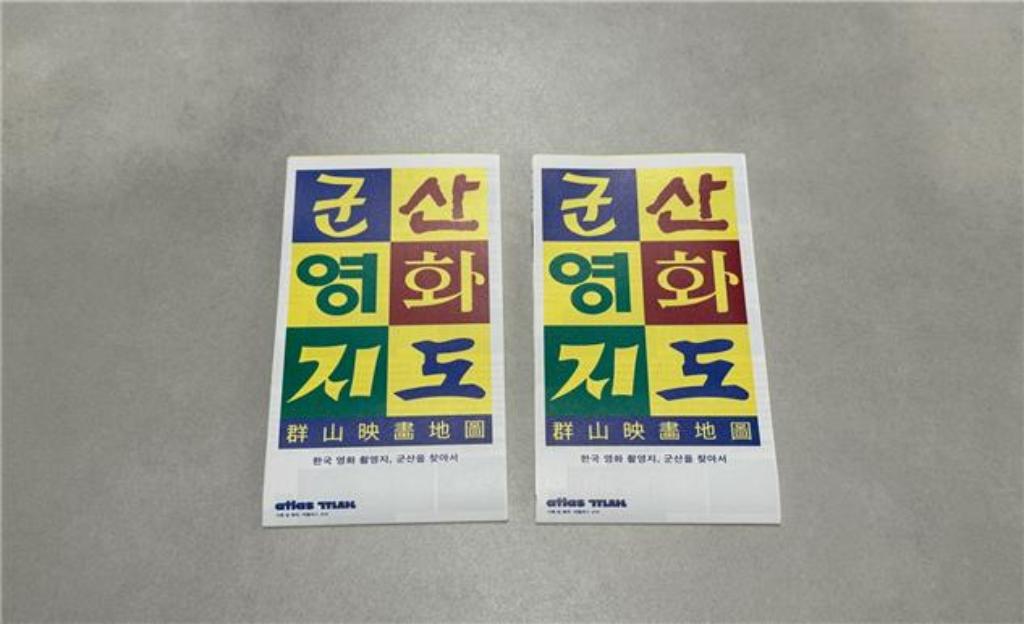 군산
영화
지도
群山映畵地圖
한국 영화 촬영지, 군산을 찾아서
atlas
군산
영화
지도
群山映畵地圖
한국 영화 촬영지, 군산을 찾아서
atlas